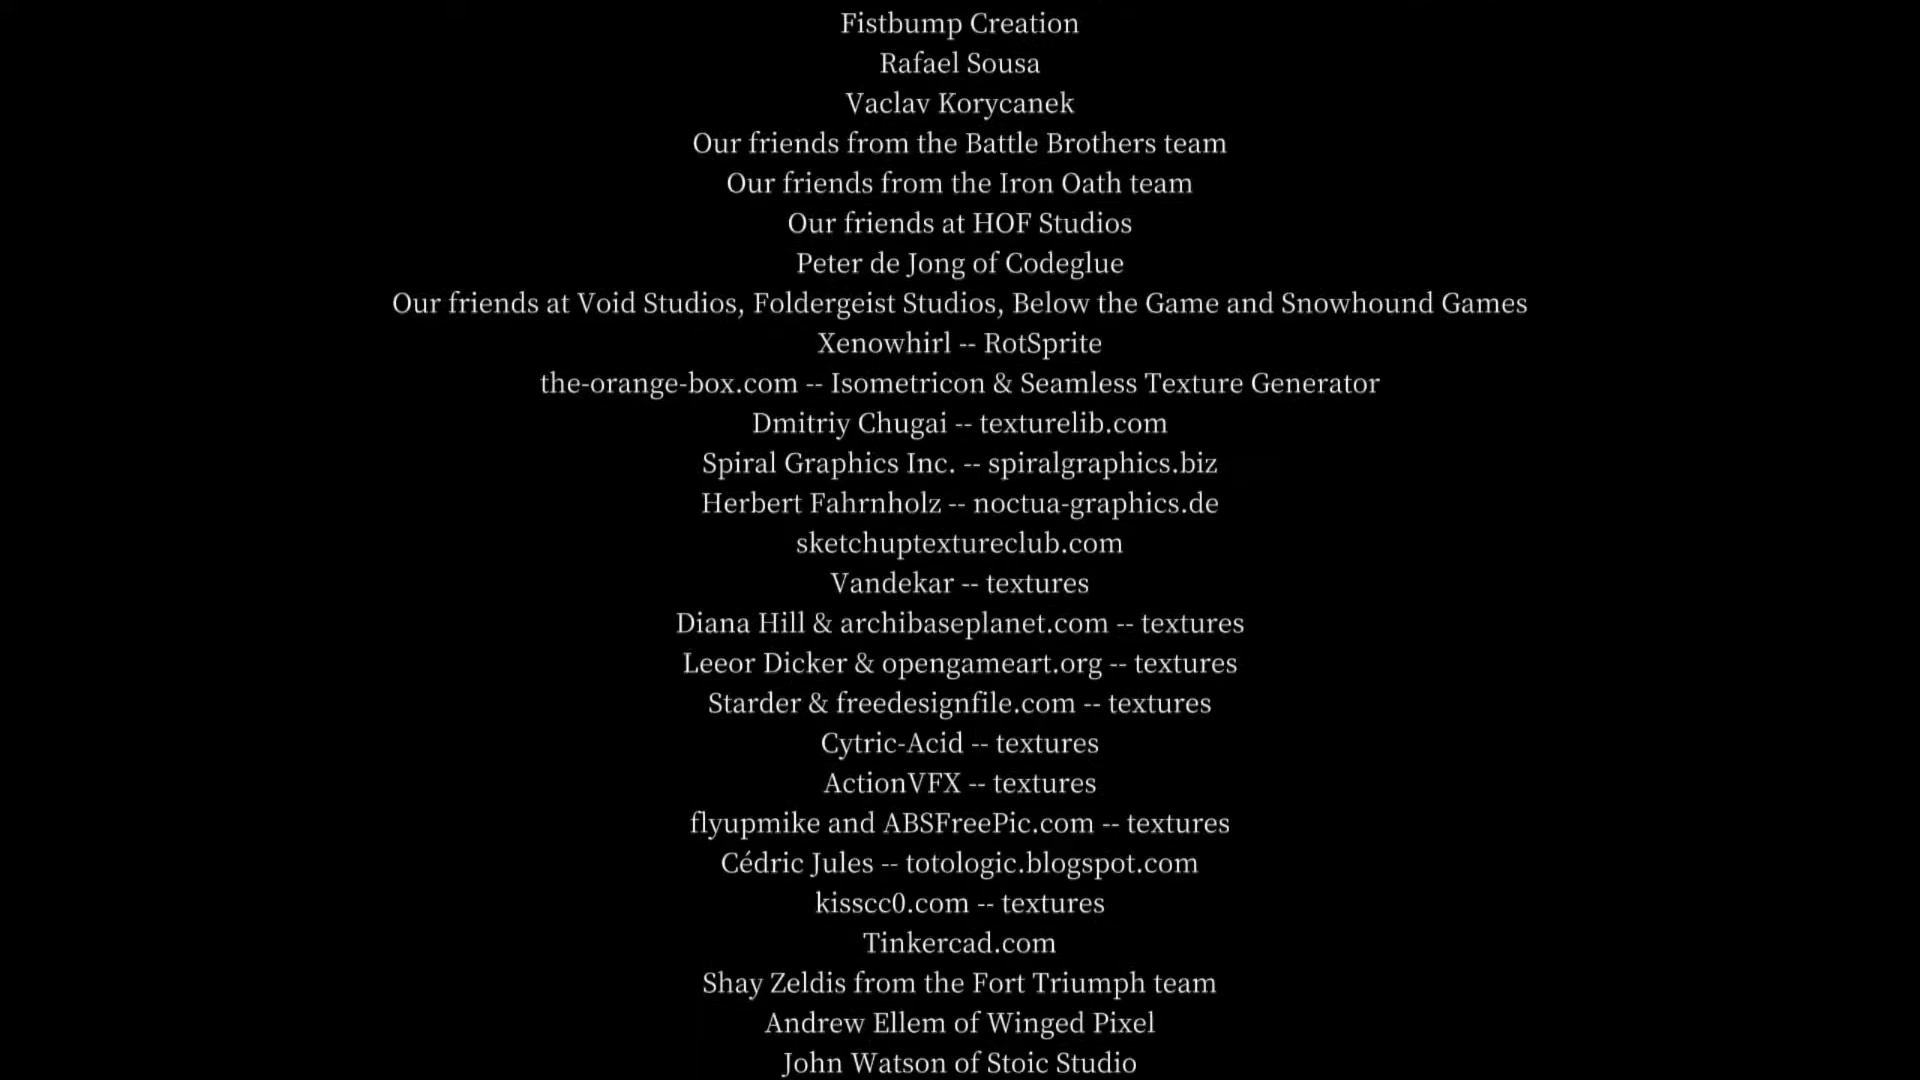 Fistbump Creation
Rafael Sousa
Vaclav Korycanek
Our friends from the Battle Brothers team
Our friends from the Iron Oath team
Our friends at HOF Studios
Peter de Jong of Codeglue
Our friends at Void Studios, Foldergeist Studios, Below the Game and Snowhound Games
Xenowhirl -- RotSprite
the-orange-box.com -- Isometricon & Seamless Texture Generator
Dmitriy Chugai -- texturelib.com
Spiral Graphics Inc. -- spiralgraphics.biz
Herbert Fahrnholz -- noctua-graphics.de
sketchuptextureclub.com
Vandekar -- textures
Diana Hill & archibaseplanet.com -- textures
Leeor Dicker & opengameart.org -- textures
Starder & freedesignfile.com -- textures
Cytric-Acid -- textures
ActionVFX -- textures
flyupmike and ABSFreePic.com -- textures
Cédric Jules -- totologic.blogspot.com
kisscc0.com -- textures
Tinkercad.com
Shay Zeldis from the Fort Triumph team
Andrew Ellem of Winged Pixel
John Watson of Stoic Studio